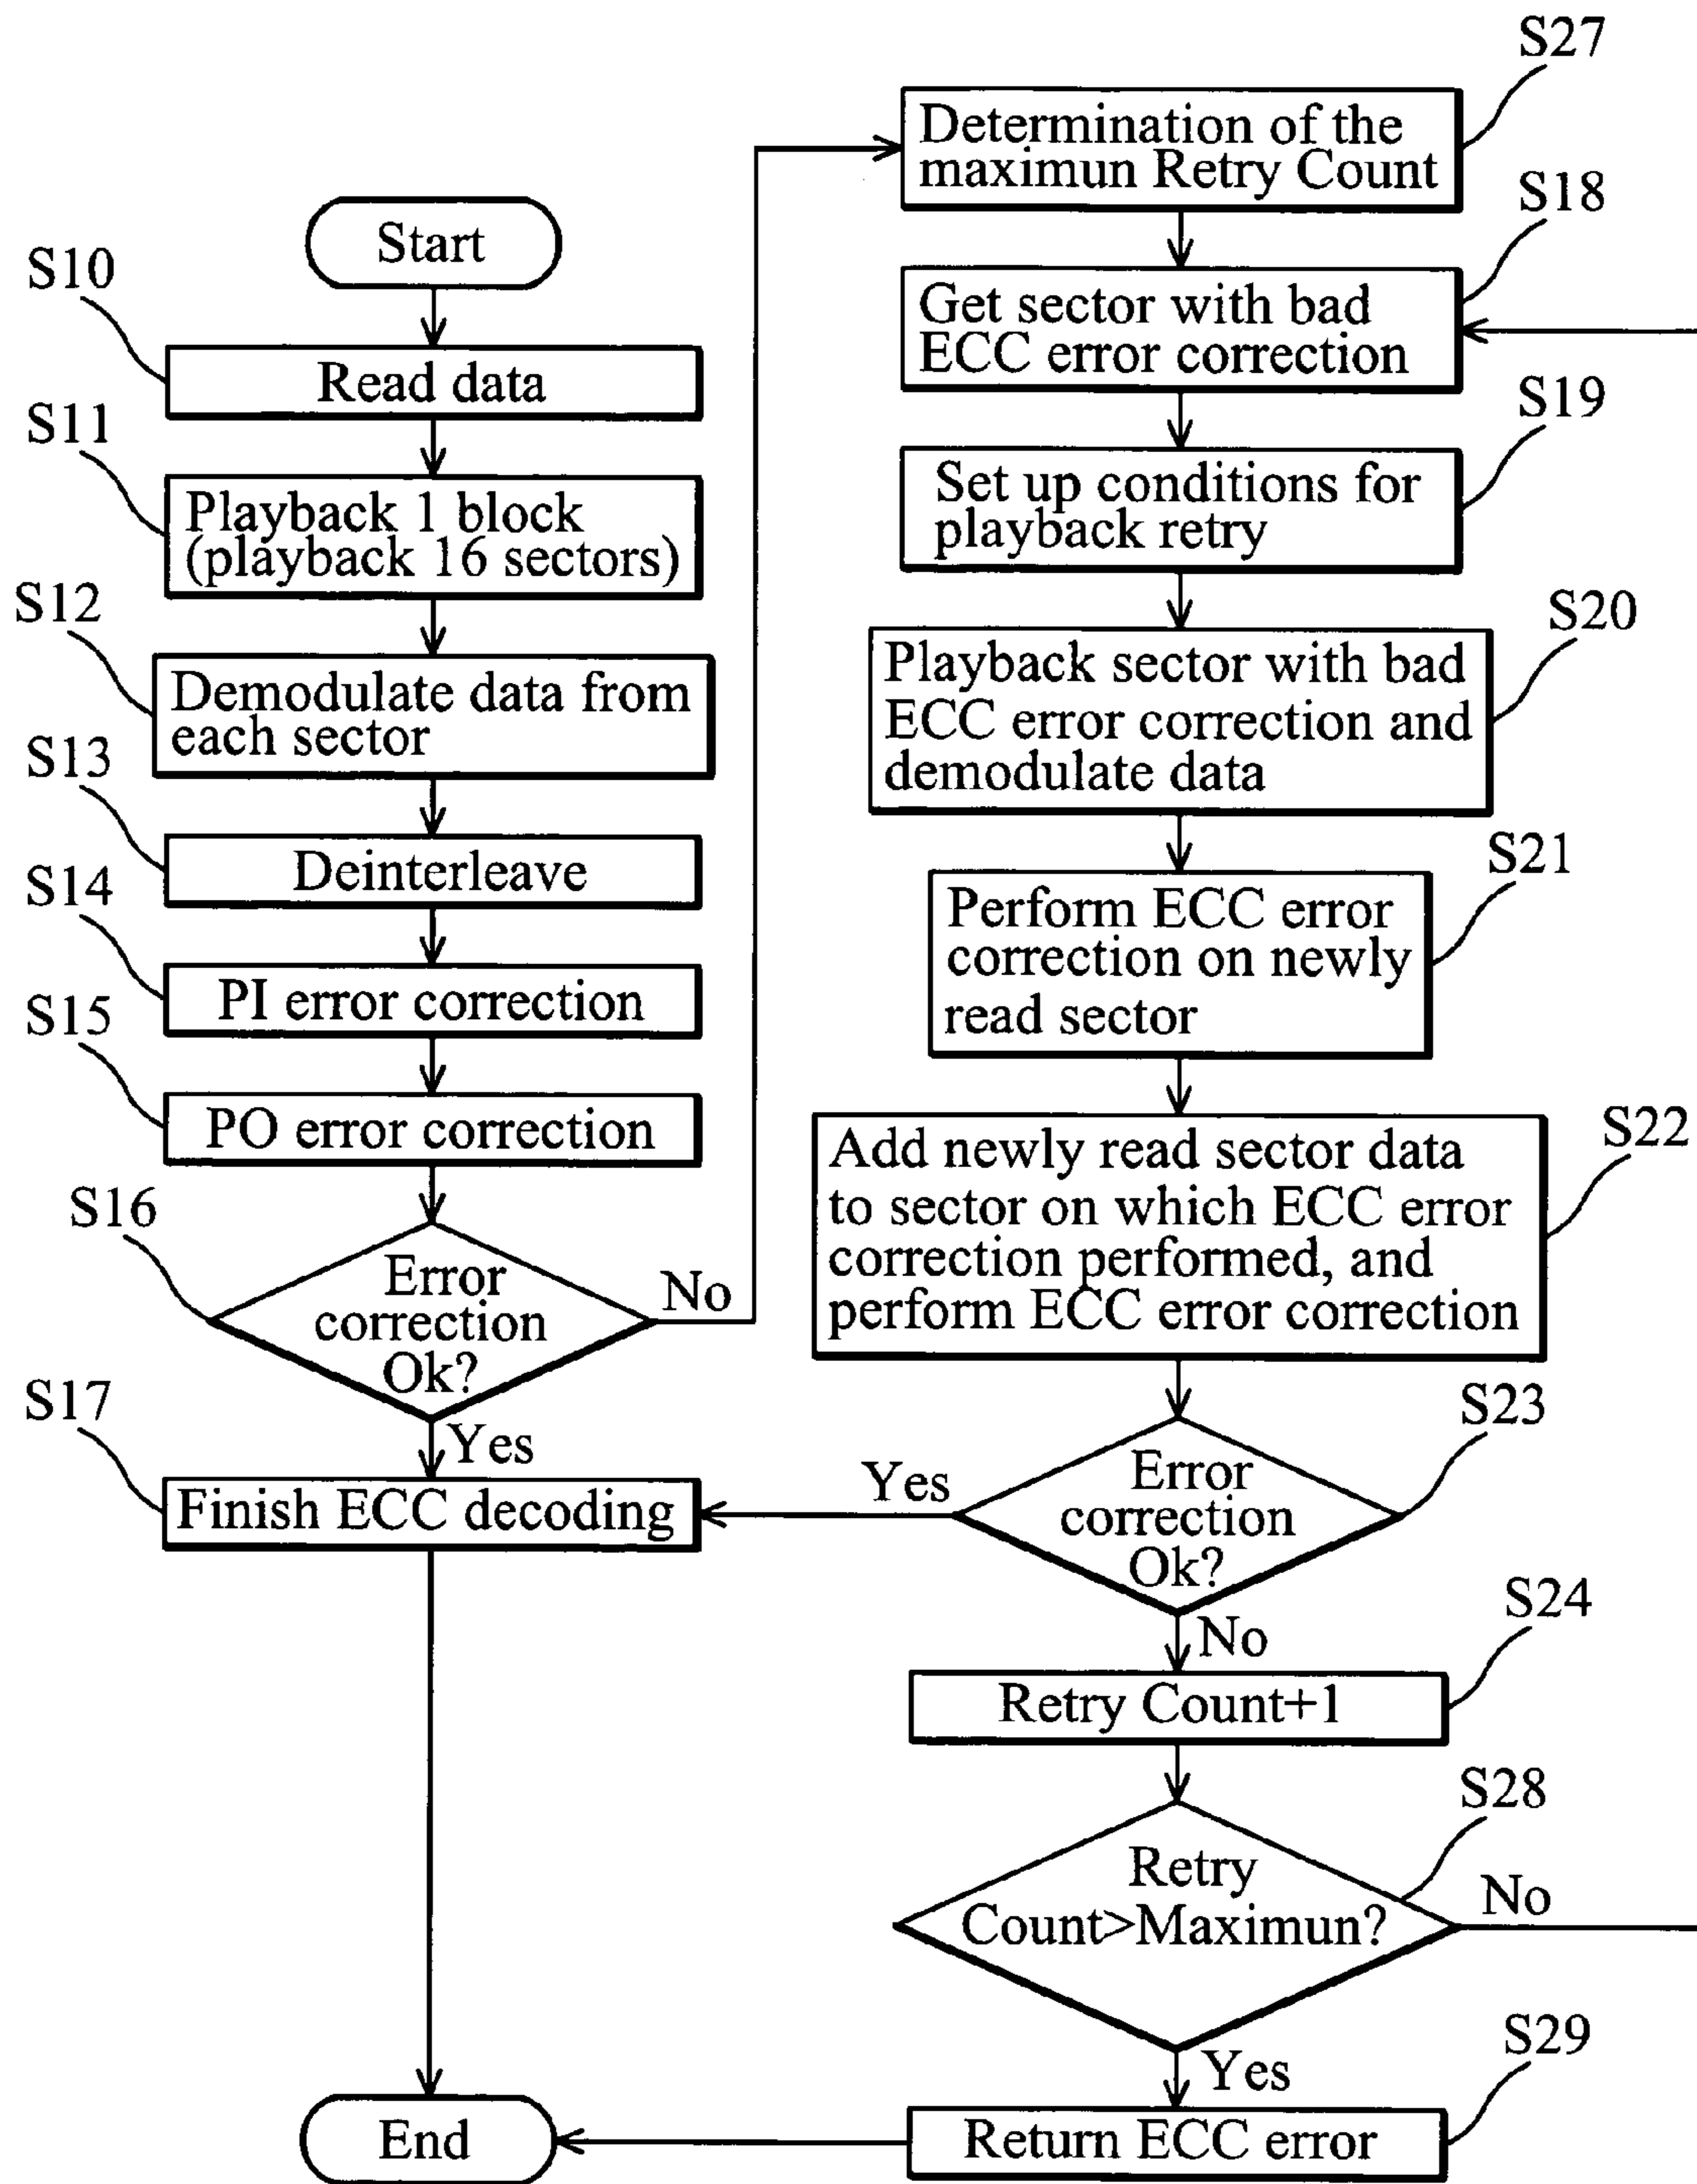 Start
S10
Read data
S11
Playback 1 block
(playback 16 sectors)
S12
Demodulate data from
each sector
S13
Deinterleave
S14
PI error correction
S15
PO error correction
S16
Error
correction
Ok?
No
Yes
S17
Finish ECC decoding
End
S27
Determination of the
maximun Retry Count
S18
Get sector with bad
ECC error correction
S19
Set up conditions for
playback retry
S20
Playback sector with bad
ECC error correction and
demodulate data
S21
Perform ECC error
correction on newly
read sector
S22
Add newly read sector data
to sector on which ECC error
correction performed, and
perform ECC error correction
S23
Error
correction
Ok?
Yes
No
S24
Retry Count+1
S28
Retry
Count>Maximun?
No
Yes
S29
Return ECC error